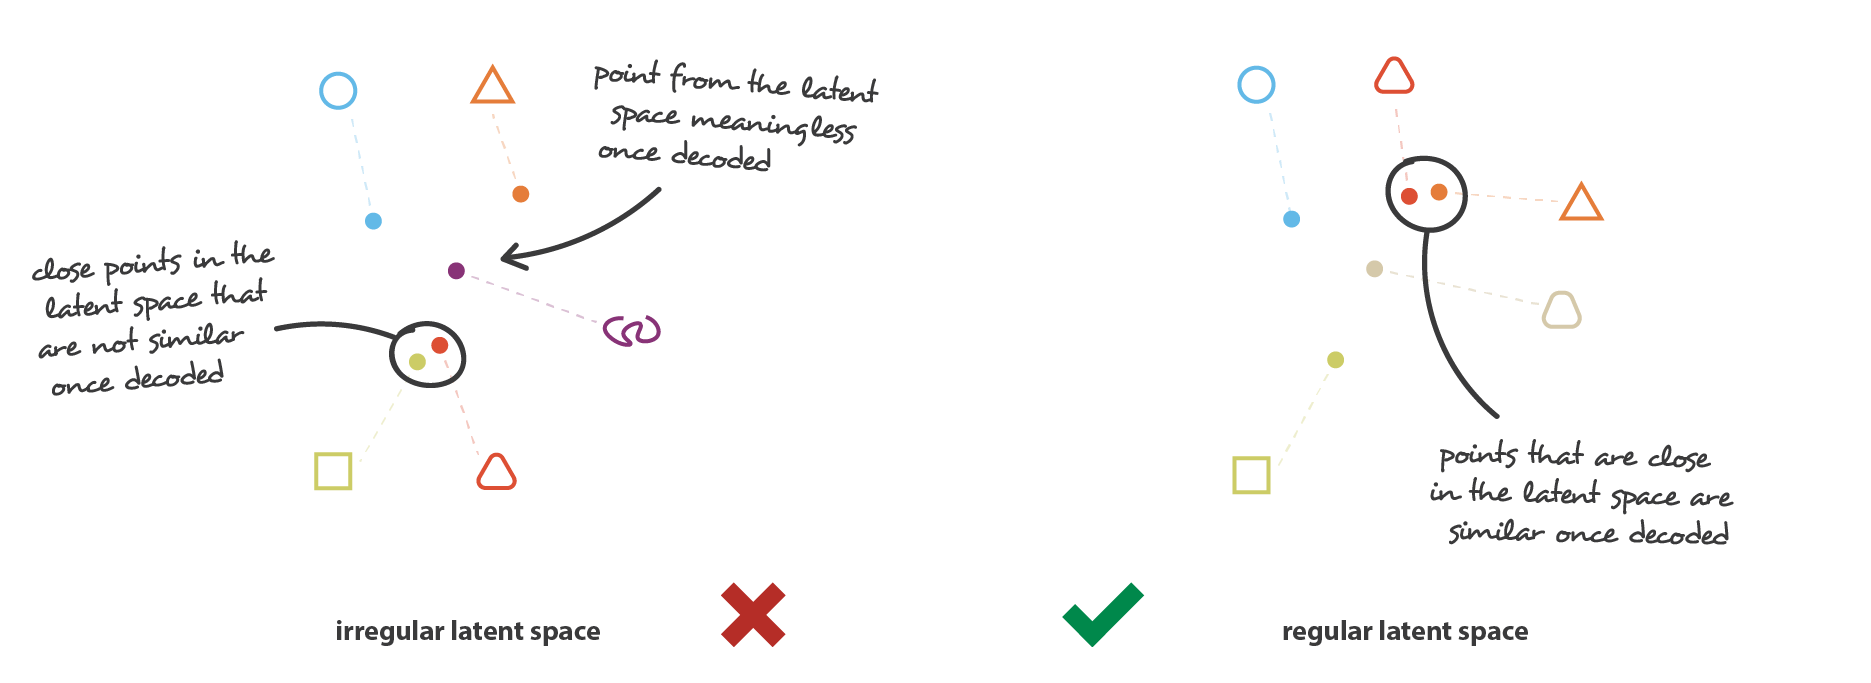 point from the latent
space meaningless
once decoded
close points in the
latent space that
are not similar
once decoded
points that are close
in the latent space are
similar once decoded
irregular latent space
regular latent space